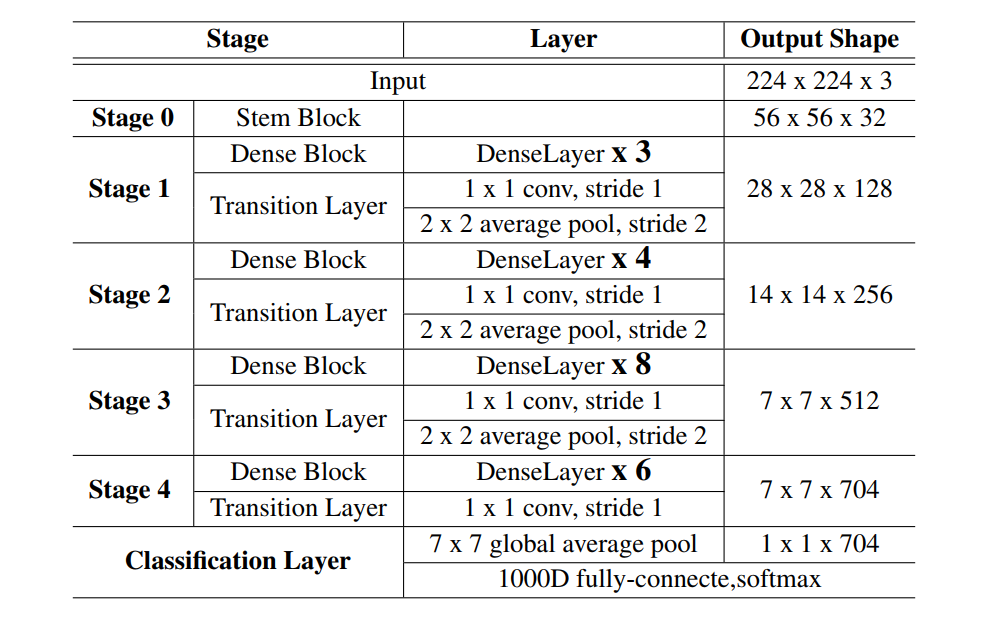 Stage Layer Output Shape
Input 224 x 224 x 3
Stage 0 Stem Block 56 x 56 x 32
Dense Block DenseLayer x 3
Stage 1 Transition Layer 1 x 1 conv, stride 1 28 x 28 x 128
2 x 2 average pool, stride 2
Dense Block DenseLayer x 4
Stage 2 Transition Layer 1 x 1 conv, stride 1 14 x 14 x 256
2 x 2 average pool, stride 2
Dense Block DenseLayer x 8
Stage 3 Transition Layer 1 x 1 conv, stride 1 7 x 7 x 512
2 x 2 average pool, stride 2
Dense Block DenseLayer x 6
Stage 4 7 x 7 x 704
Transition Layer 1 x 1 conv, stride 1
Classification Layer 7 x 7 global average pool 1 x 1 x 704
1000D fully-connecte,softmax